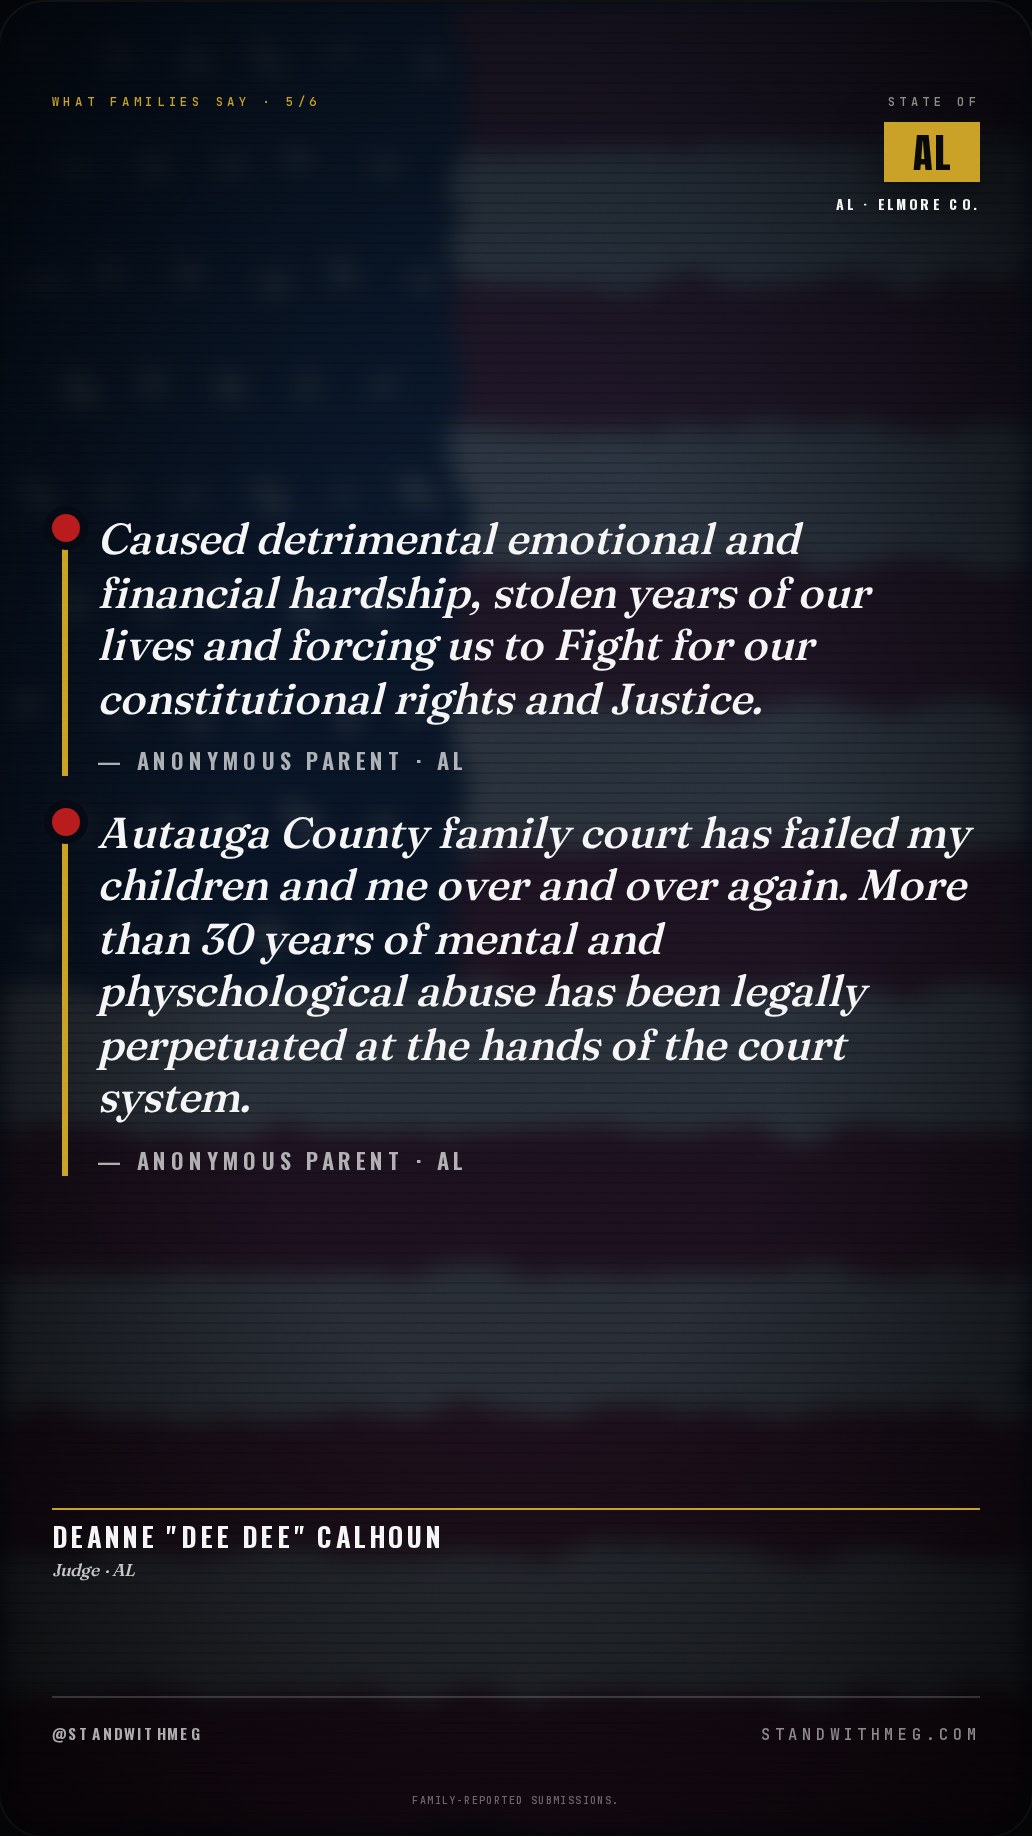 WHAT FAMILIES SAY · 5/6
STATE OF
AL
AL · ELMORE CO.
Caused detrimental emotional and
financial hardship, stolen years of our
lives and forcing us to Fight for our
constitutional rights and Justice.
— ANONYMOUS PARENT · AL
Autauga County family court has failed my
children and me over and over again. More
than 30 years of mental and
physchological abuse has been legally
perpetuated at the hands of the court
system.
— ANONYMOUS PARENT · AL
DEANNE "DEE DEE" CALHOUN
Judge · AL
@STANDWITHMEG
STANDWITHMEG.COM
FAMILY-REPORTED SUBMISSIONS.